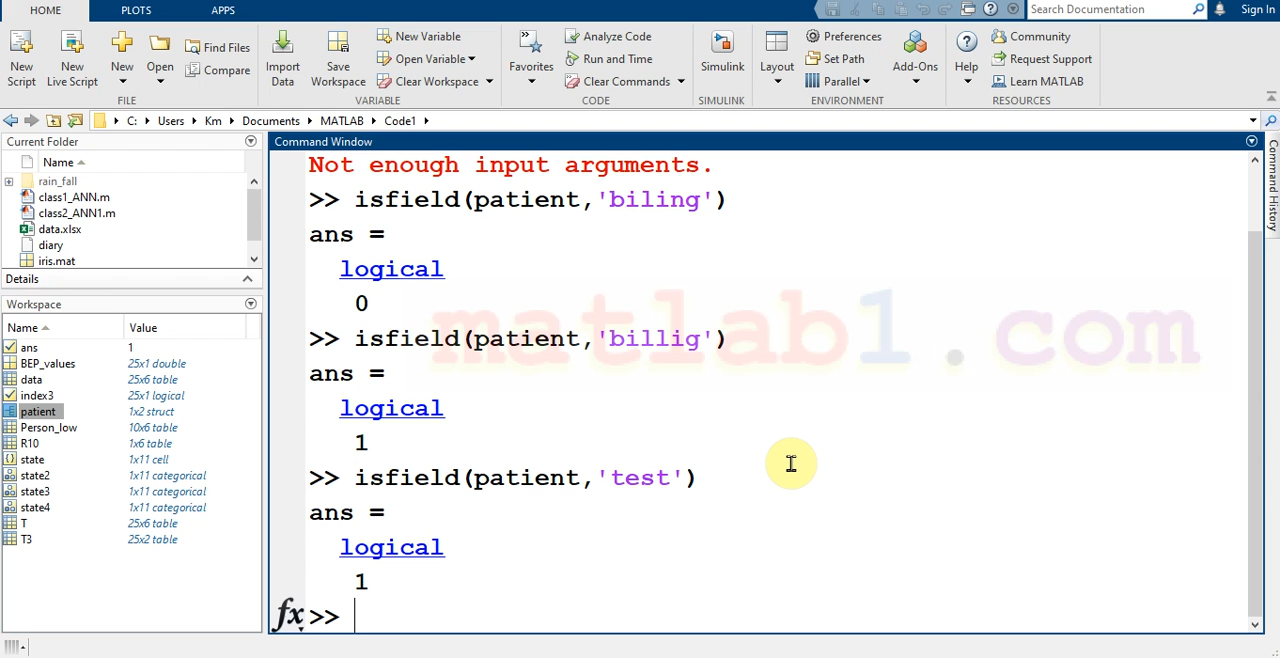 HOME PLOTS APPS
Search Documentation Sign In
New Script
New Live Script
New
Open
Find Files
Compare
FILE
Import Data
Save Workspace
New Variable
Open Variable
Clear Workspace
VARIABLE
Favorites
Analyze Code
Run and Time
Clear Commands
CODE
Simulink
SIMULINK
Layout
Preferences
Set Path
Parallel
Add-Ons
ENVIRONMENT
Help
Community
Request Support
Learn MATLAB
RESOURCES
C: Users Km Documents MATLAB Code1
Current Folder
Name
rain_fall
class1_ANN.m
class2_ANN1.m
data.xlsx
diary
iris.mat
Details
Workspace
Name Value
ans 1
BEP_values 25x1 double
data 25x6 table
index3 25x1 logical
patient 1x2 struct
Person_low 10x6 table
R10 1x6 table
state 1x11 cell
state2 1x11 categorical
state3 1x11 categorical
state4 1x11 categorical
T 25x6 table
T3 25x2 table
Command Window
Not enough input arguments.
>> isfield(patient,'biling')
ans =
logical
0
>> isfield(patient,'billig')
ans =
logical
1
>> isfield(patient,'test')
ans =
logical
1
fx >>
matlab1.com
Command History